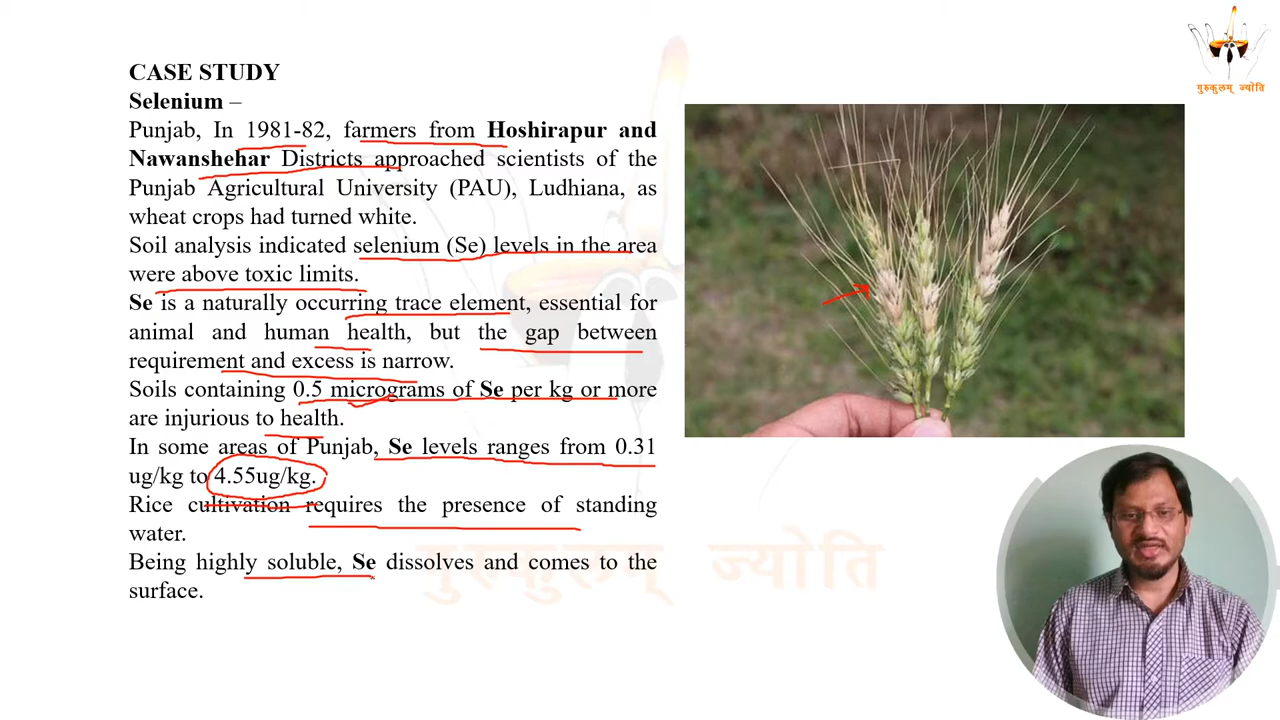 गुरुकुलम् ज्योति
CASE STUDY
Selenium –
Punjab, In 1981-82, farmers from Hoshirapur and
Nawanshehar Districts approached scientists of the
Punjab Agricultural University (PAU), Ludhiana, as
wheat crops had turned white.
Soil analysis indicated selenium (Se) levels in the area
were above toxic limits.
Se is a naturally occurring trace element, essential for
animal and human health, but the gap between
requirement and excess is narrow.
Soils containing 0.5 micrograms of Se per kg or more
are injurious to health.
In some areas of Punjab, Se levels ranges from 0.31
ug/kg to 4.55ug/kg.
Rice cultivation requires the presence of standing
water.
Being highly soluble, Se dissolves and comes to the
surface.
गुरुकुलम् ज्योति